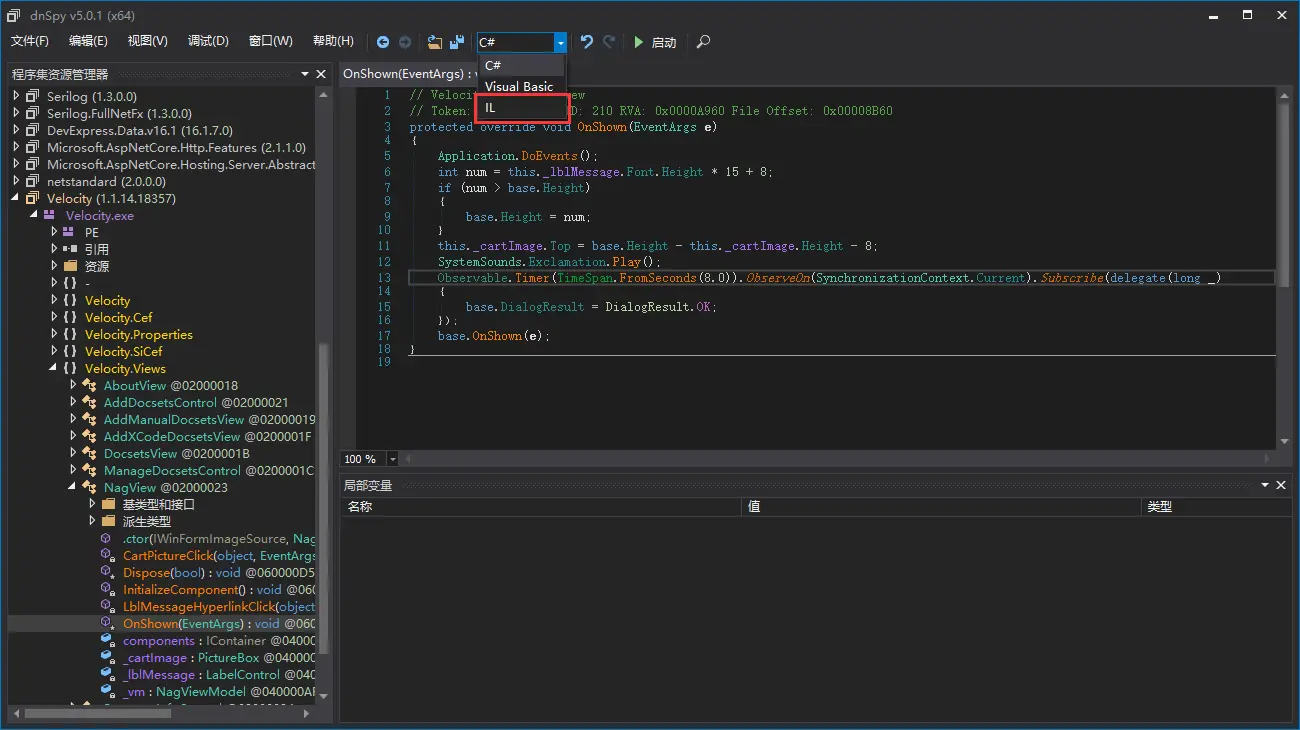 dnSpy v5.0.1 (x64)
文件(F) 编辑(E) 视图(V) 调试(D) 窗口(W) 帮助(H) C# 启动
C#
Visual Basic
IL
程序集资源管理器
Serilog (1.3.0.0)
Serilog.FullNetFx (1.3.0.0)
DevExpress.Data.v16.1 (16.1.7.0)
Microsoft.AspNetCore.Http.Features (2.1.1.0)
Microsoft.AspNetCore.Hosting.Server.Abstract
netstandard (2.0.0.0)
Velocity (1.1.14.18357)
Velocity.exe
PE
引用
资源
{ } -
{ } Velocity
{ } Velocity.Cef
{ } Velocity.Properties
{ } Velocity.SiCef
{ } Velocity.Views
AboutView @02000018
AddDocsetsControl @02000021
AddManualDocsetsView @02000019
AddXCodeDocsetsView @0200001F
DocsetsView @0200001B
ManageDocsetsControl @0200001C
NagView @02000023
基类型和接口
派生类型
.ctor(IWinFormImageSource, Nag
CartPictureClick(object, EventArgs
Dispose(bool) : void @060000D5
InitializeComponent() : void @060
LblMessageHyperlinkClick(object
OnShown(EventArgs) : void @060
components : IContainer @04000
_cartImage : PictureBox @040000
_lblMessage : LabelControl @040
_vm : NagViewModel @040000AF
OnShown(EventArgs) : v
1 // Veloci ew
2 // Token: D: 210 RVA: 0x0000A960 File Offset: 0x00008B60
3 protected override void OnShown(EventArgs e)
4 {
5 Application.DoEvents();
6 int num = this._lblMessage.Font.Height * 15 + 8;
7 if (num > base.Height)
8 {
9 base.Height = num;
10 }
11 this._cartImage.Top = base.Height - this._cartImage.Height - 8;
12 SystemSounds.Exclamation.Play();
13 Observable.Timer(TimeSpan.FromSeconds(8.0)).ObserveOn(SynchronizationContext.Current).Subscribe(delegate(long _)
14 {
15 base.DialogResult = DialogResult.OK;
16 });
17 base.OnShown(e);
18 }
19
100 %
局部变量
名称 值 类型